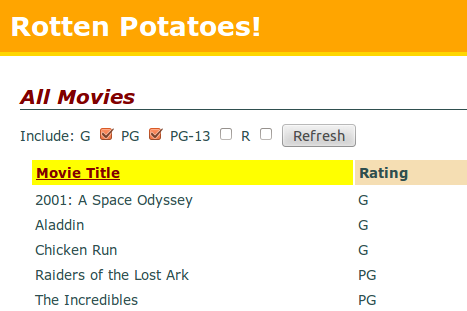 Rotten Potatoes!
All Movies
Include: G PG PG-13 R Refresh
Movie Title Rating
2001: A Space Odyssey G
Aladdin G
Chicken Run G
Raiders of the Lost Ark PG
The Incredibles PG